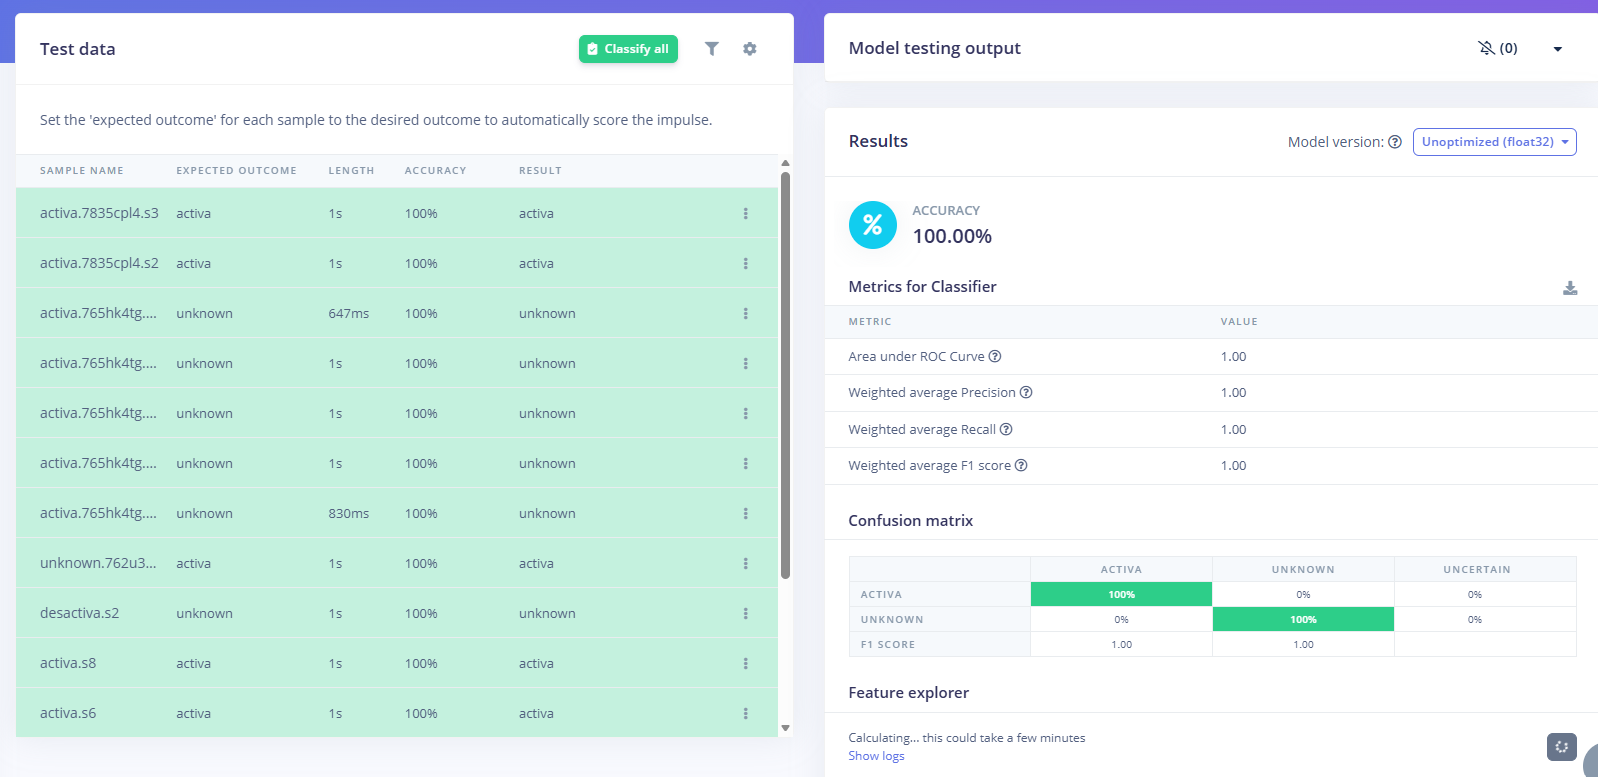 Test data
Classify all
Set the 'expected outcome' for each sample to the desired outcome to automatically score the impulse.
SAMPLE NAME EXPECTED OUTCOME LENGTH ACCURACY RESULT
activa.7835cpl4.s3 activa 1s 100% activa
activa.7835cpl4.s2 activa 1s 100% activa
activa.765hk4tg.... unknown 647ms 100% unknown
activa.765hk4tg.... unknown 1s 100% unknown
activa.765hk4tg.... unknown 1s 100% unknown
activa.765hk4tg.... unknown 1s 100% unknown
activa.765hk4tg.... unknown 830ms 100% unknown
unknown.762u3... activa 1s 100% activa
desactiva.s2 unknown 1s 100% unknown
activa.s8 activa 1s 100% activa
activa.s6 activa 1s 100% activa
Model testing output
(0)
Results
Model version: Unoptimized (float32)
%
ACCURACY
100.00%
Metrics for Classifier
METRIC VALUE
Area under ROC Curve 1.00
Weighted average Precision 1.00
Weighted average Recall 1.00
Weighted average F1 score 1.00
Confusion matrix
ACTIVA UNKNOWN UNCERTAIN
ACTIVA 100% 0% 0%
UNKNOWN 0% 100% 0%
F1 SCORE 1.00 1.00
Feature explorer
Calculating... this could take a few minutes
Show logs